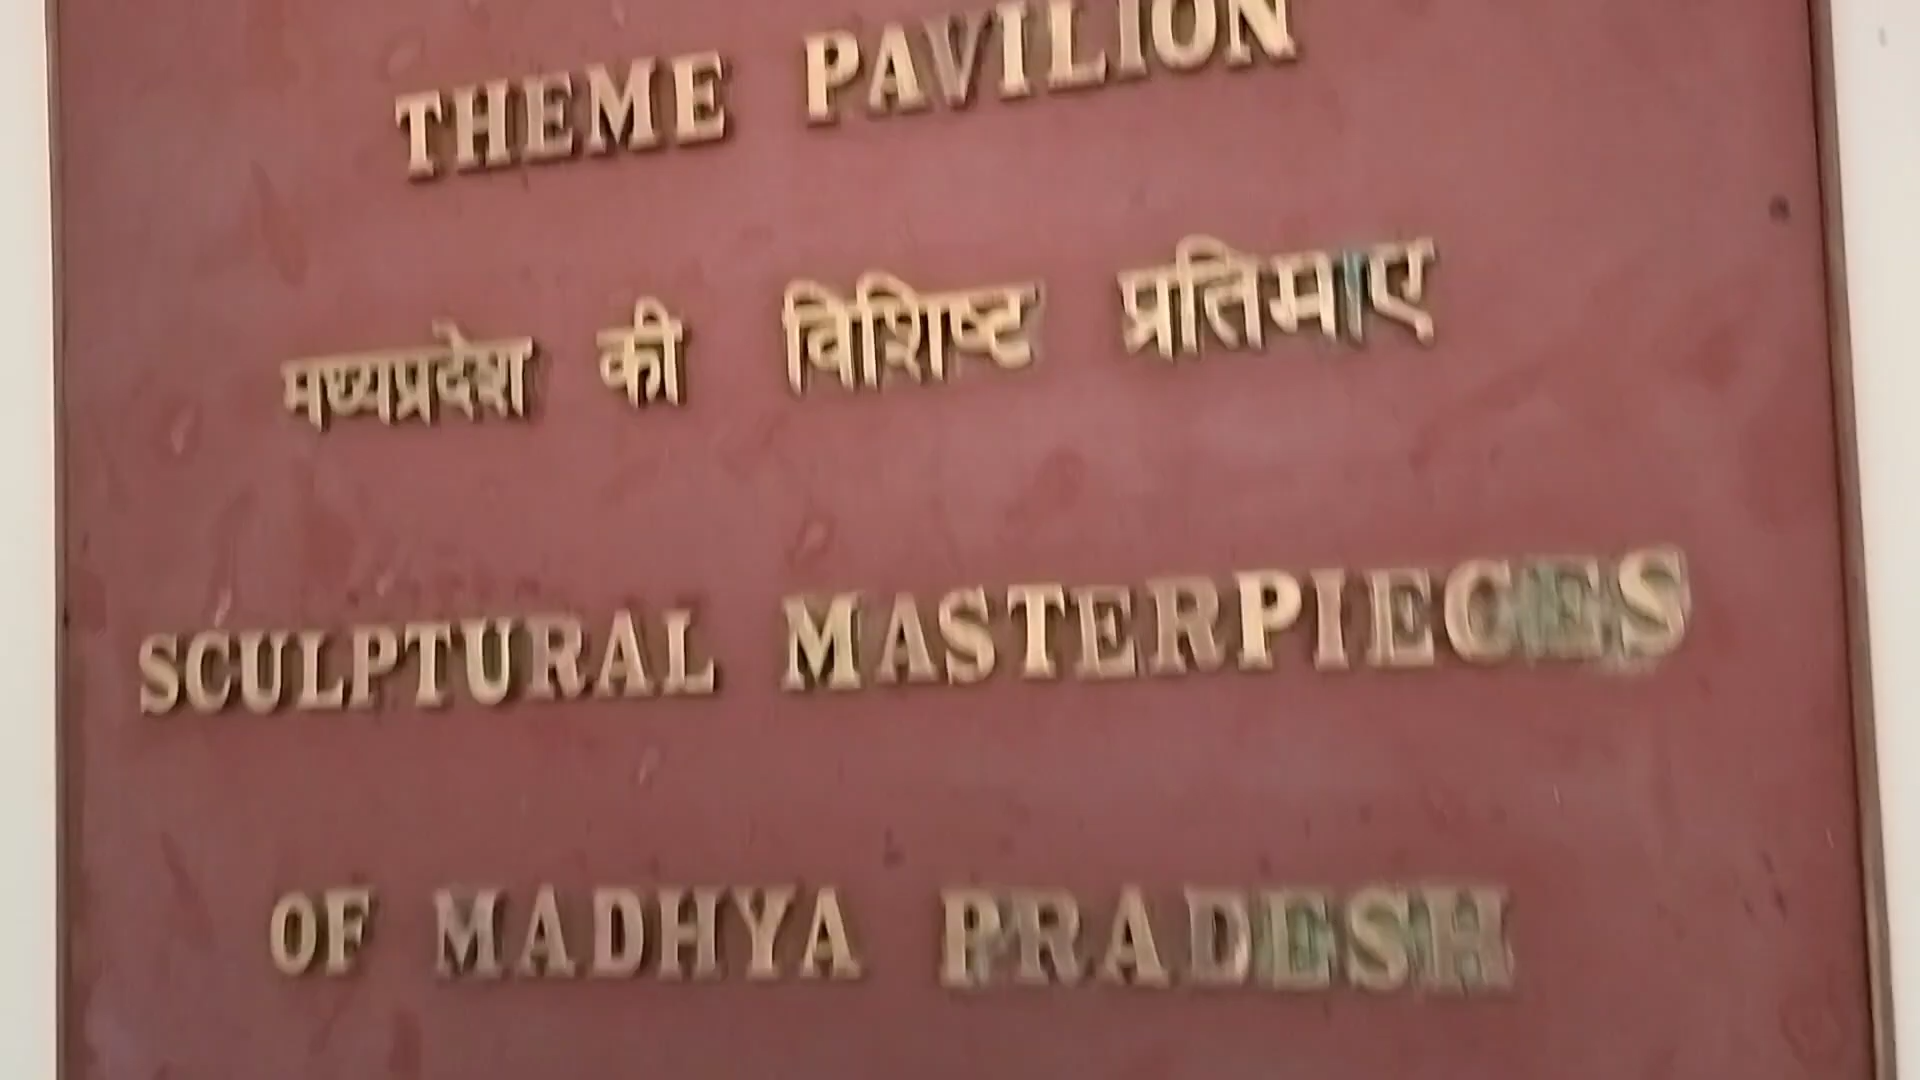 THEME PAVILION
मध्यप्रदेश की विशिष्ट प्रतिमाए
SCULPTURAL MASTERPIECES
OF MADHYA PRADESH